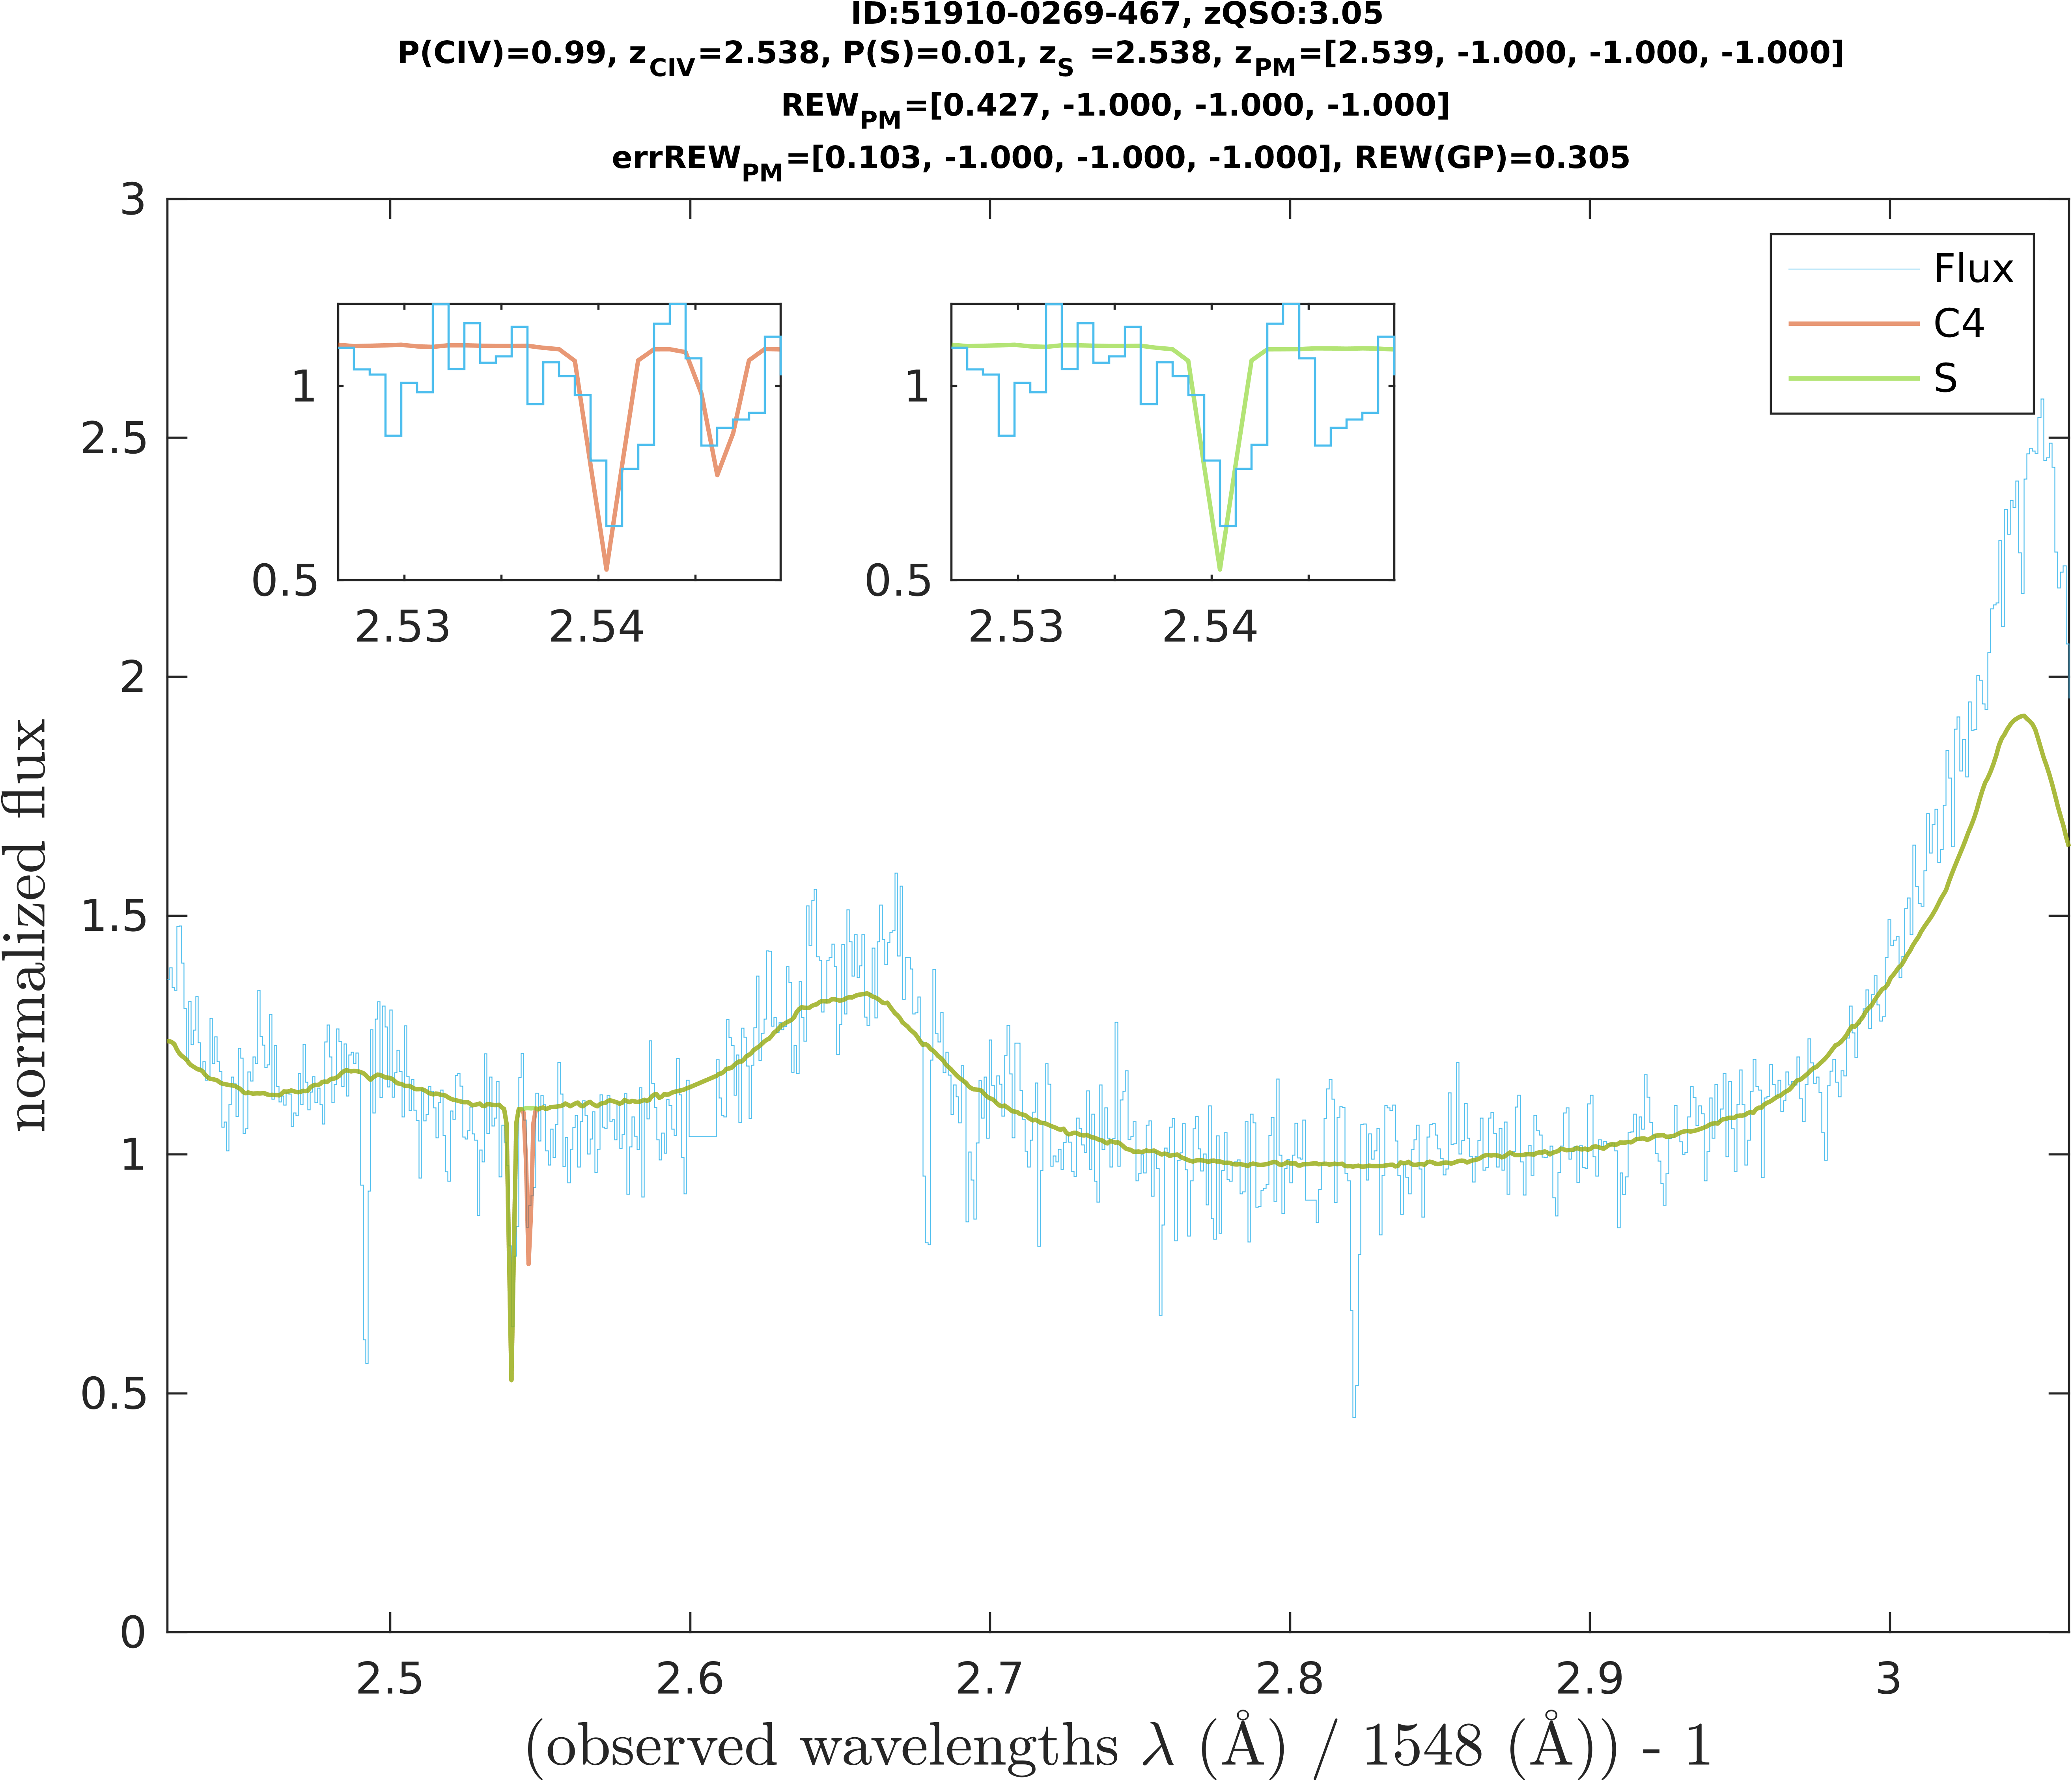 ID:51910-0269-467, zQSO:3.05
P(CIV)=0.99, zCIV=2.538, P(S)=0.01, zS =2.538, zPM=[2.539, -1.000, -1.000, -1.000]
REWPM=[0.427, -1.000, -1.000, -1.000]
errREWPM=[0.103, -1.000, -1.000, -1.000], REW(GP)=0.305
3
2.5
2
1.5
1
0.5
0
normalized flux
Flux
C4
S
1
0.5
2.53 2.54
1
0.5
2.53 2.54
2.5 2.6 2.7 2.8 2.9 3
(observed wavelengths λ (Å) / 1548 (Å)) - 1